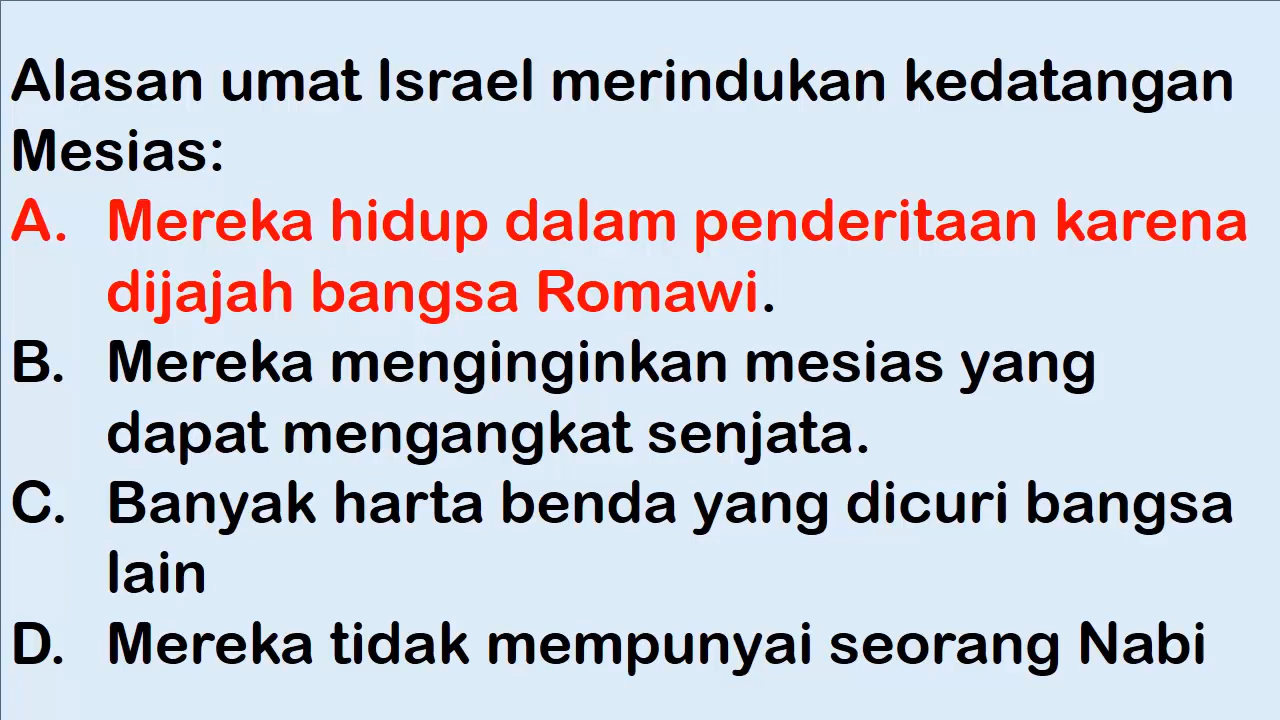 Alasan umat Israel merindukan kedatangan
Mesias:
A. Mereka hidup dalam penderitaan karena
dijajah bangsa Romawi.
B. Mereka menginginkan mesias yang
dapat mengangkat senjata.
C. Banyak harta benda yang dicuri bangsa
lain
D. Mereka tidak mempunyai seorang Nabi